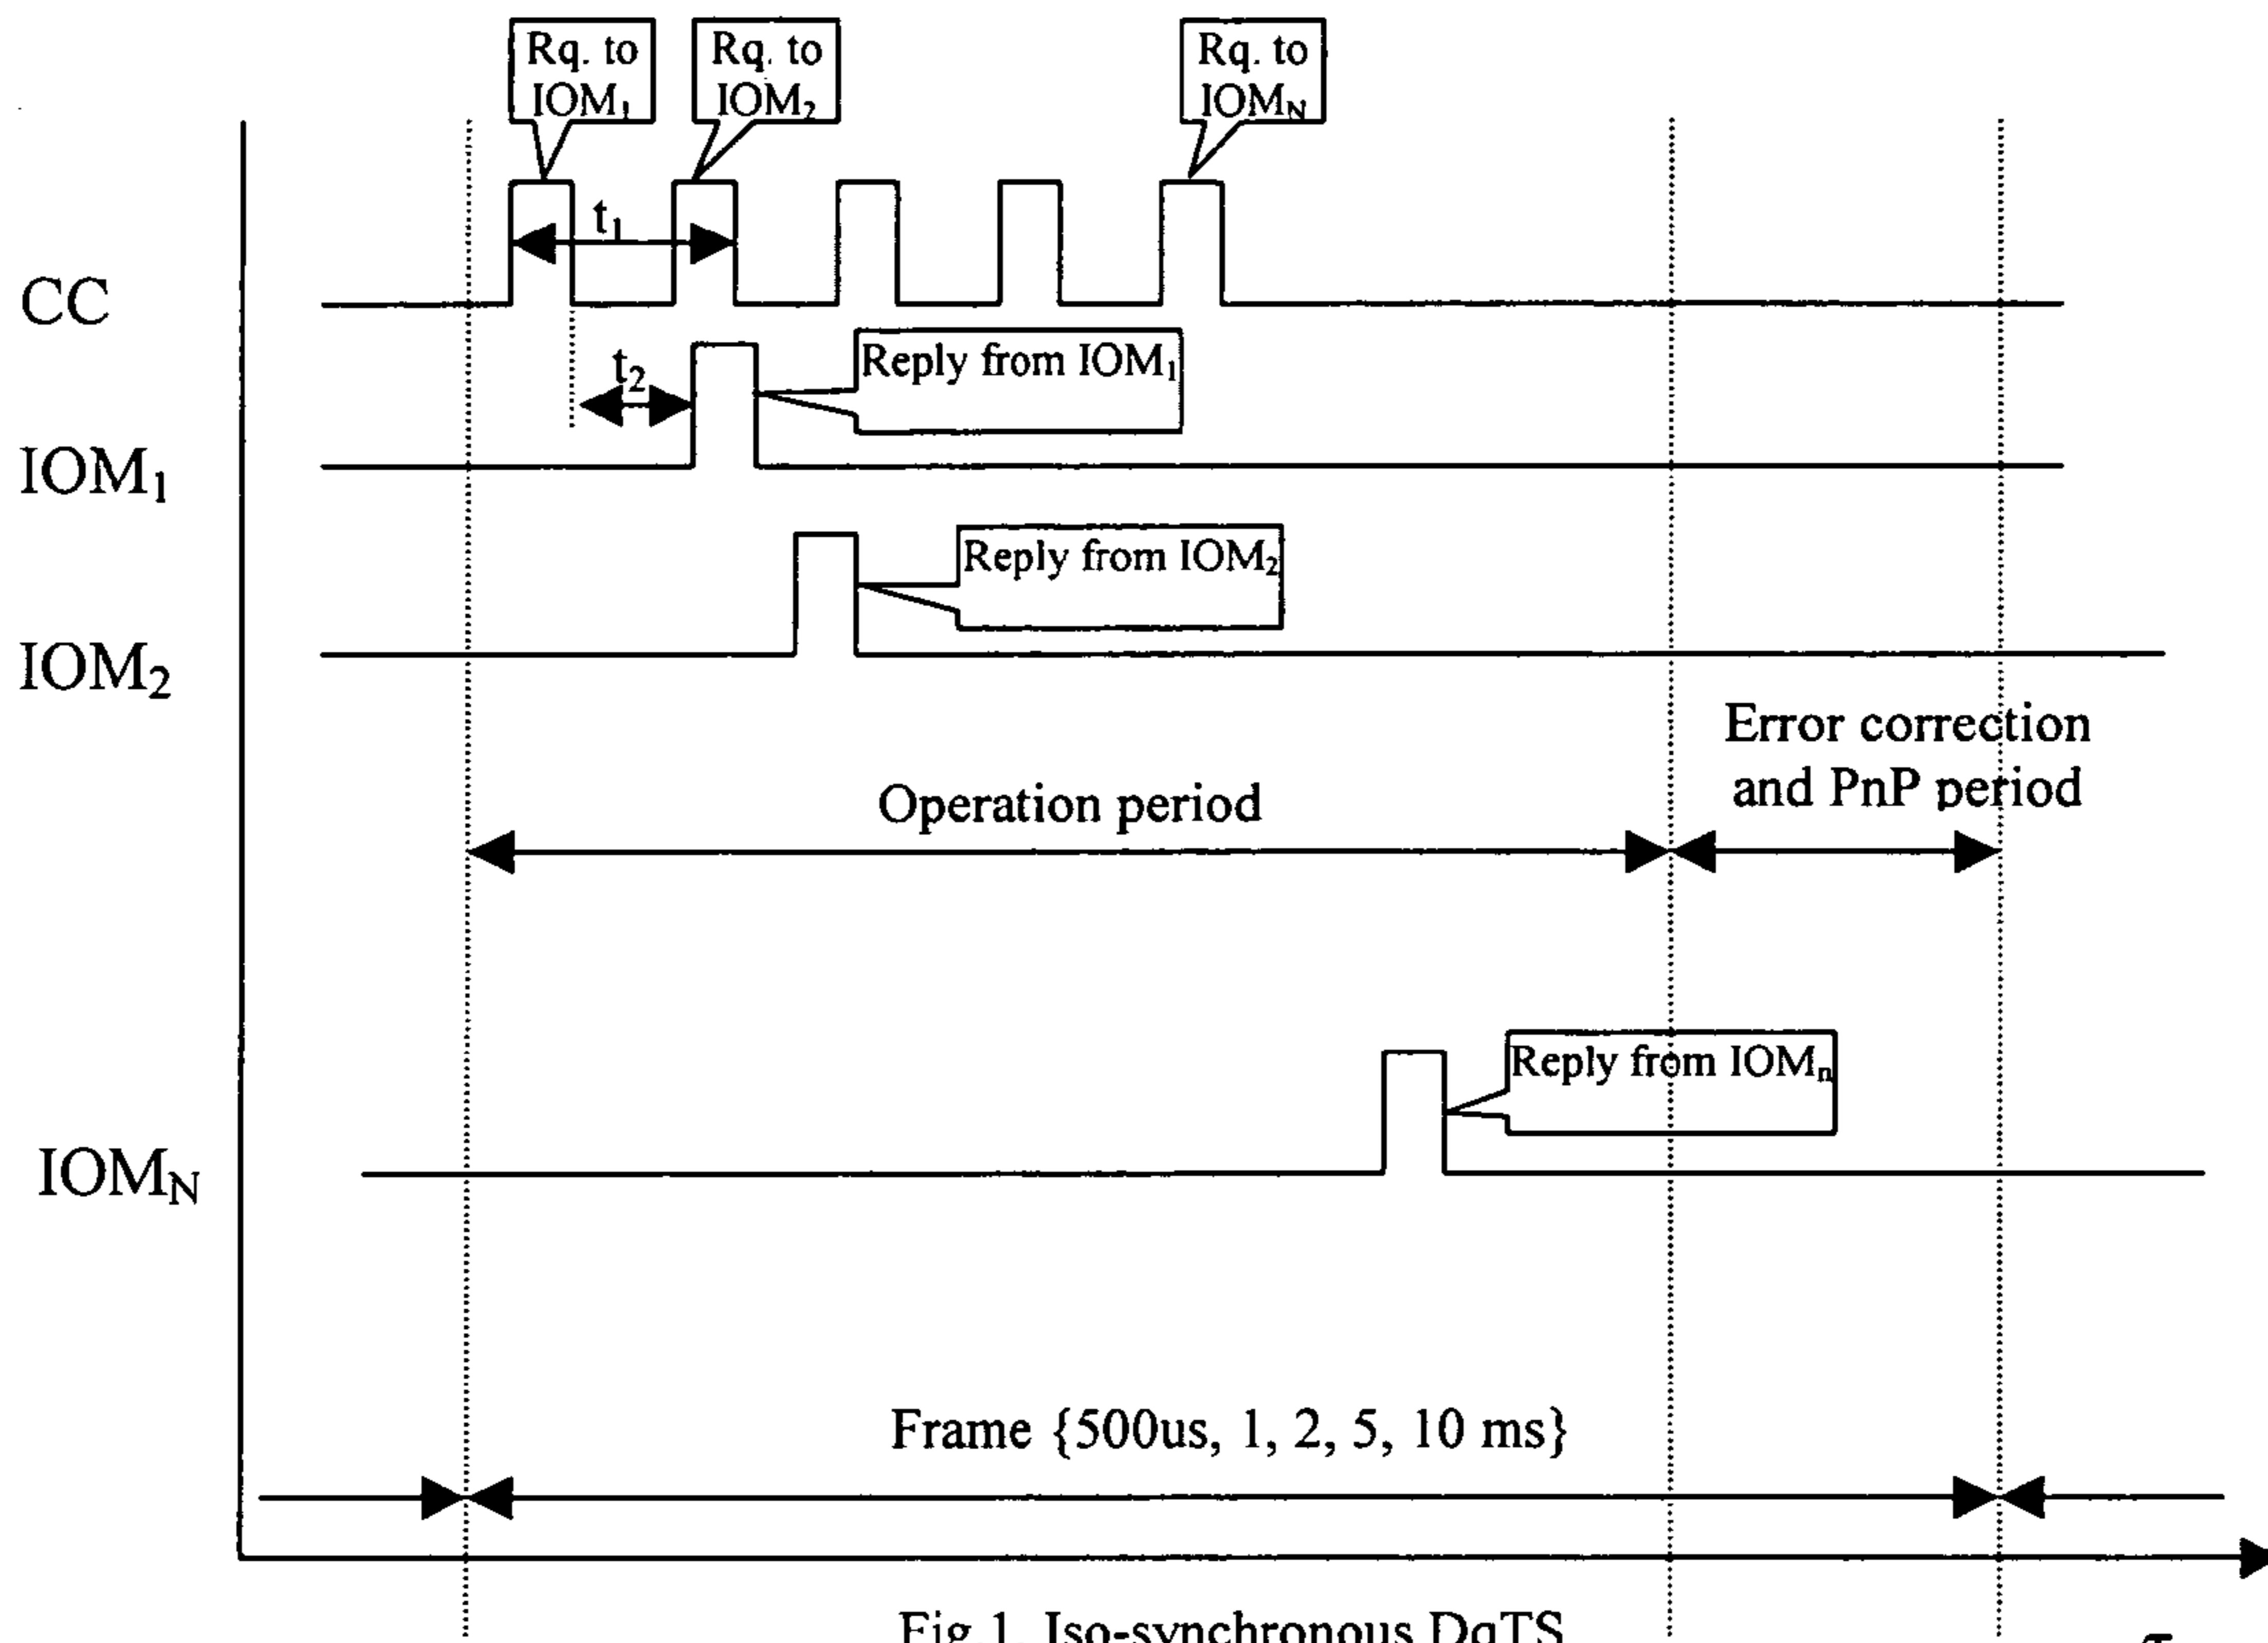 Rq. to
IOM₁
Rq. to
IOM₂
Rq. to
IOM_N
t₁
CC
t₂
Reply from IOM₁
IOM₁
Reply from IOM₂
IOM₂
Error correction
and PnP period
Operation period
Reply from IOMₙ
IOM_N
Frame {500us, 1, 2, 5, 10 ms}
Fig.1. Iso-synchronous DqTS